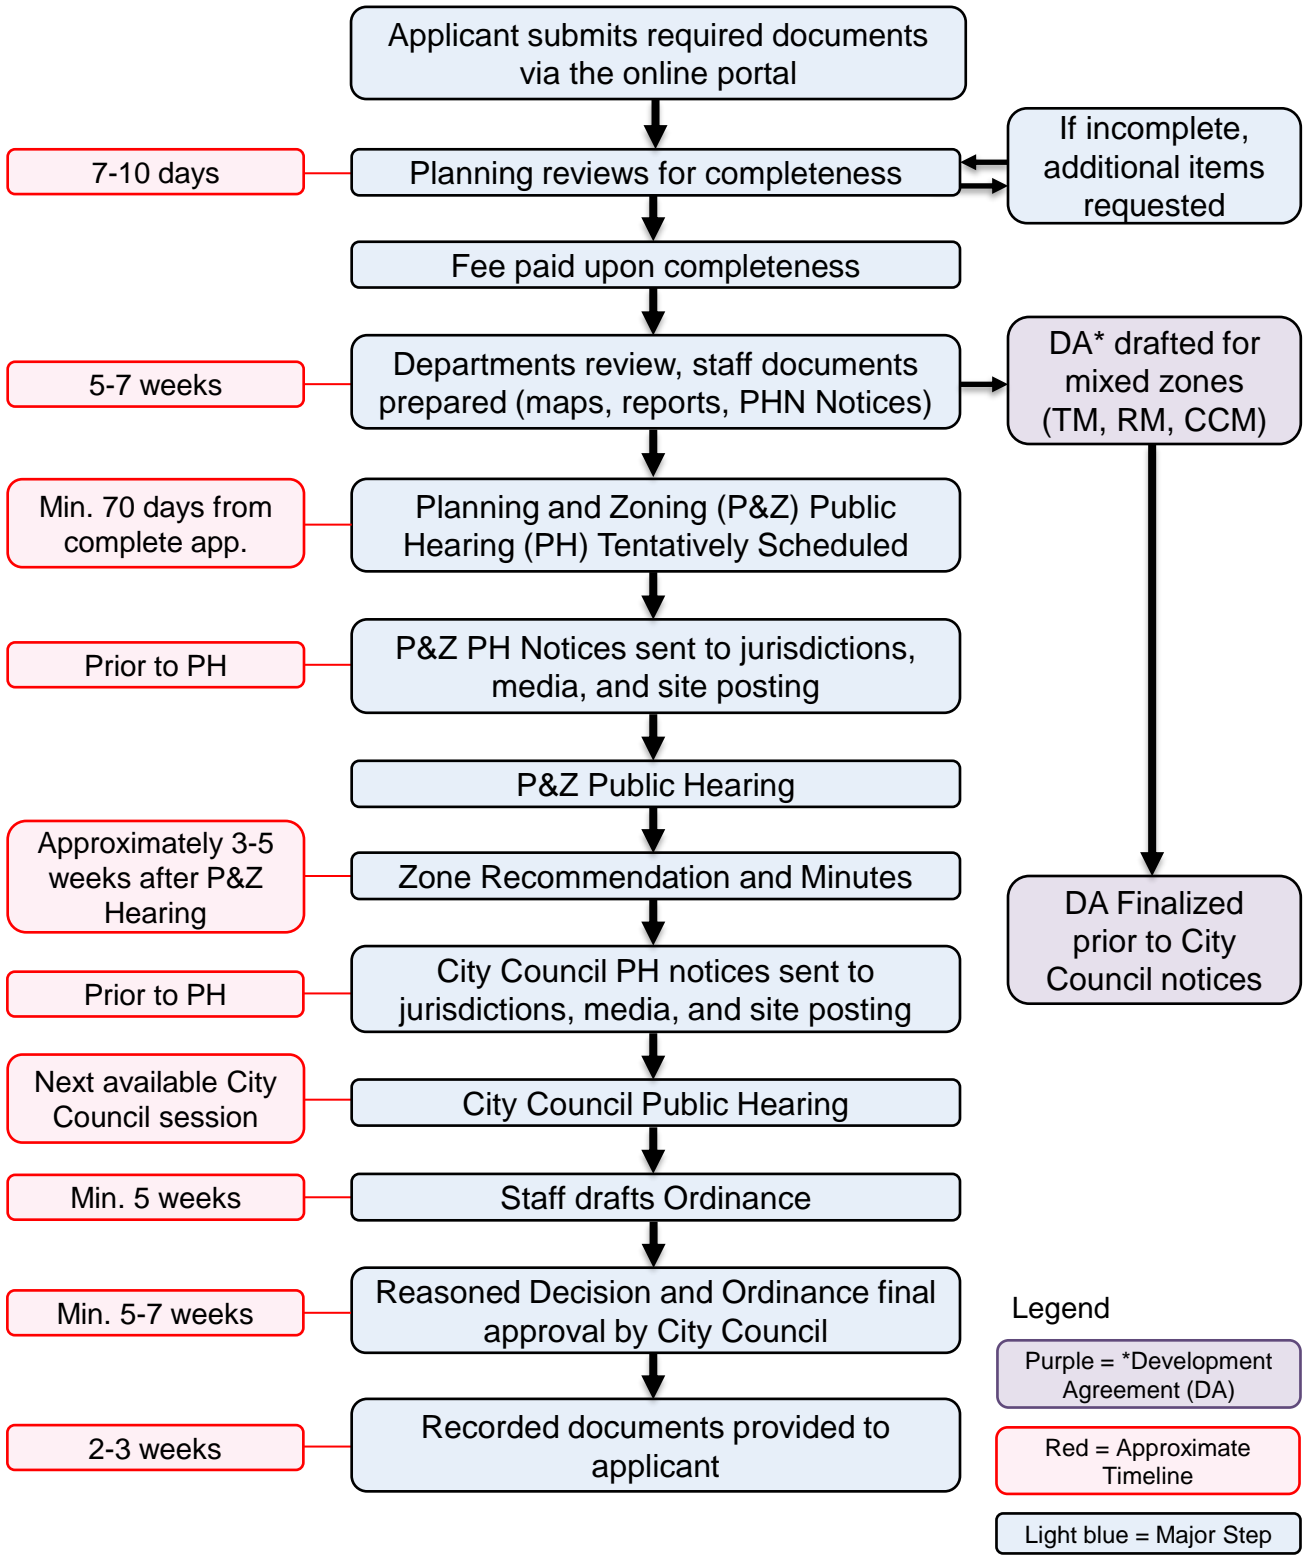 Applicant submits required documents
via the online portal
If incomplete,
additional items
requested
7-10 days
Planning reviews for completeness
Fee paid upon completeness
5-7 weeks
Departments review, staff documents
prepared (maps, reports, PHN Notices)
DA* drafted for
mixed zones
(TM, RM, CCM)
Min. 70 days from
complete app.
Planning and Zoning (P&Z) Public
Hearing (PH) Tentatively Scheduled
Prior to PH
P&Z PH Notices sent to jurisdictions,
media, and site posting
P&Z Public Hearing
Approximately 3-5
weeks after P&Z
Hearing
Zone Recommendation and Minutes
DA Finalized
prior to City
Council notices
Prior to PH
City Council PH notices sent to
jurisdictions, media, and site posting
Next available City
Council session
City Council Public Hearing
Min. 5 weeks
Staff drafts Ordinance
Min. 5-7 weeks
Reasoned Decision and Ordinance final
approval by City Council
2-3 weeks
Recorded documents provided to
applicant
Legend
Purple = *Development
Agreement (DA)
Red = Approximate
Timeline
Light blue = Major Step